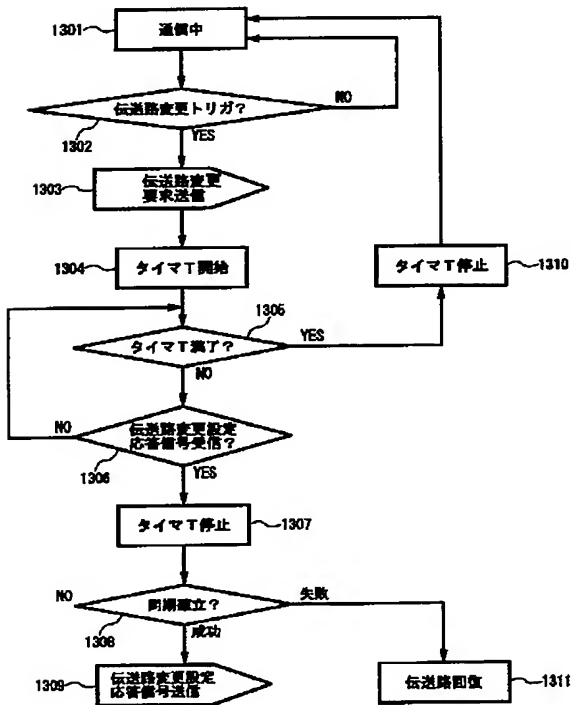 1301
通信中
伝送路変更トリガ?
NO
1302
YES
1303
伝送路変更
要求送信
1304
タイマT開始
タイマT停止
1310
1305
タイマT満了?
YES
NO
NO
伝送路変更設定
応答信号受信?
1306
YES
タイマT停止
1307
NO
同期確立?
失敗
1308
成功
1309
伝送路変更設定
応答信号送信
伝送路回復
1311